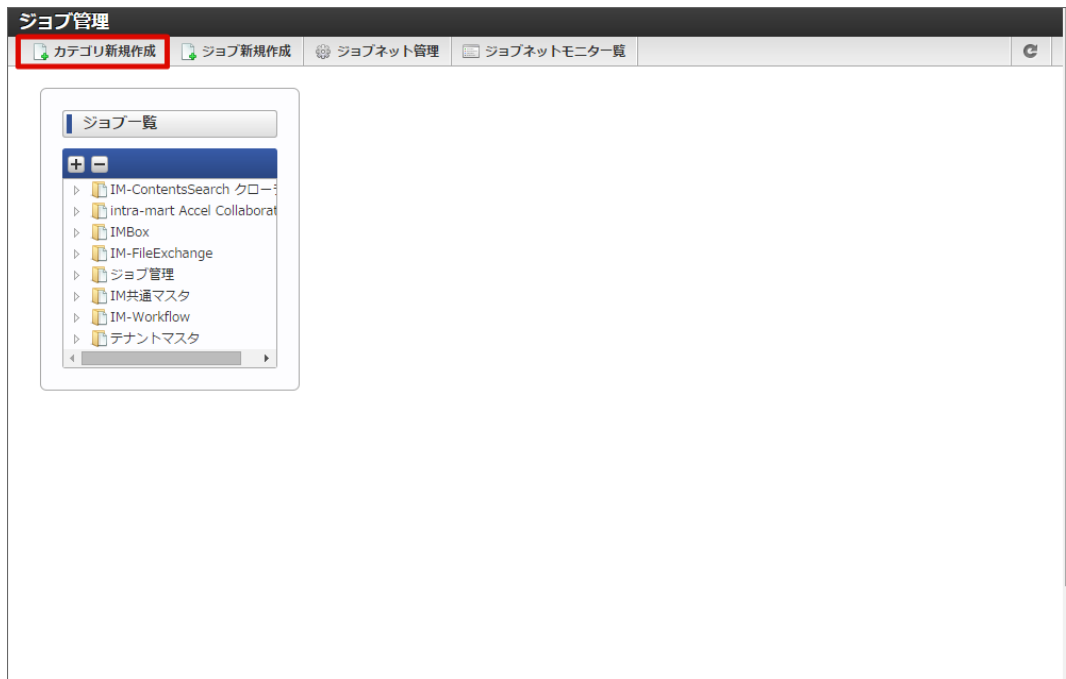 ジョブ管理
カテゴリ新規作成 ジョブ新規作成 ジョブネット管理 ジョブネットモニタ一覧
ジョブ一覧
IM-ContentsSearch クロー
intra-mart Accel Collaborat
IMBox
IM-FileExchange
ジョブ管理
IM共通マスタ
IM-Workflow
テナントマスタ